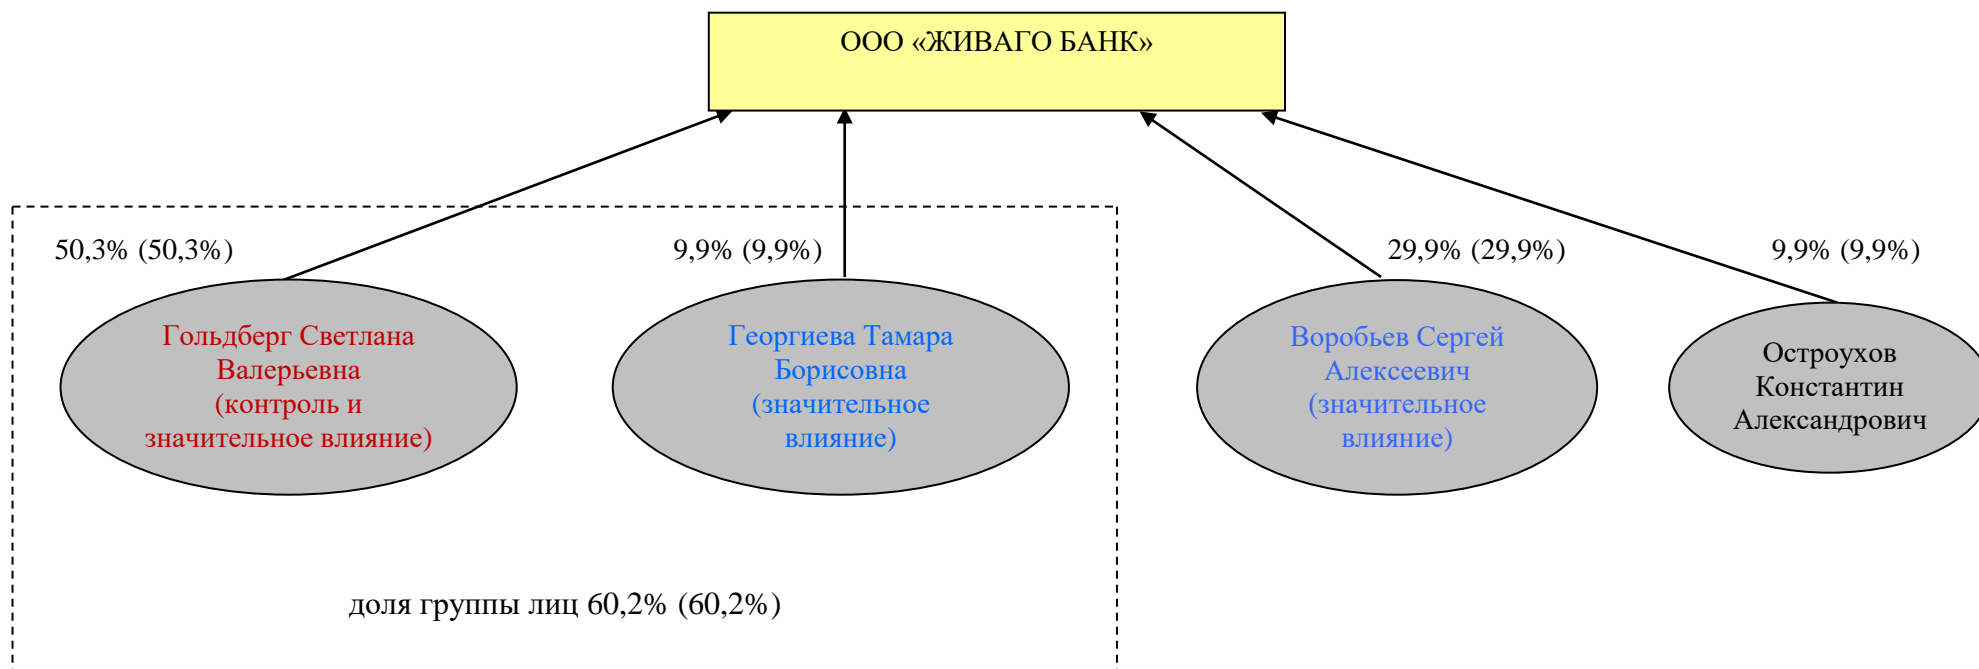 ООО «ЖИВАГО БАНК»
50,3% (50,3%)
9,9% (9,9%)
29,9% (29,9%)
9,9% (9,9%)
Гольдберг Светлана
Валерьевна
(контроль и
значительное влияние)
Георгиева Тамара
Борисовна
(значительное
влияние)
Воробьев Сергей
Алексеевич
(значительное
влияние)
Остроухов
Константин
Александрович
доля группы лиц 60,2% (60,2%)